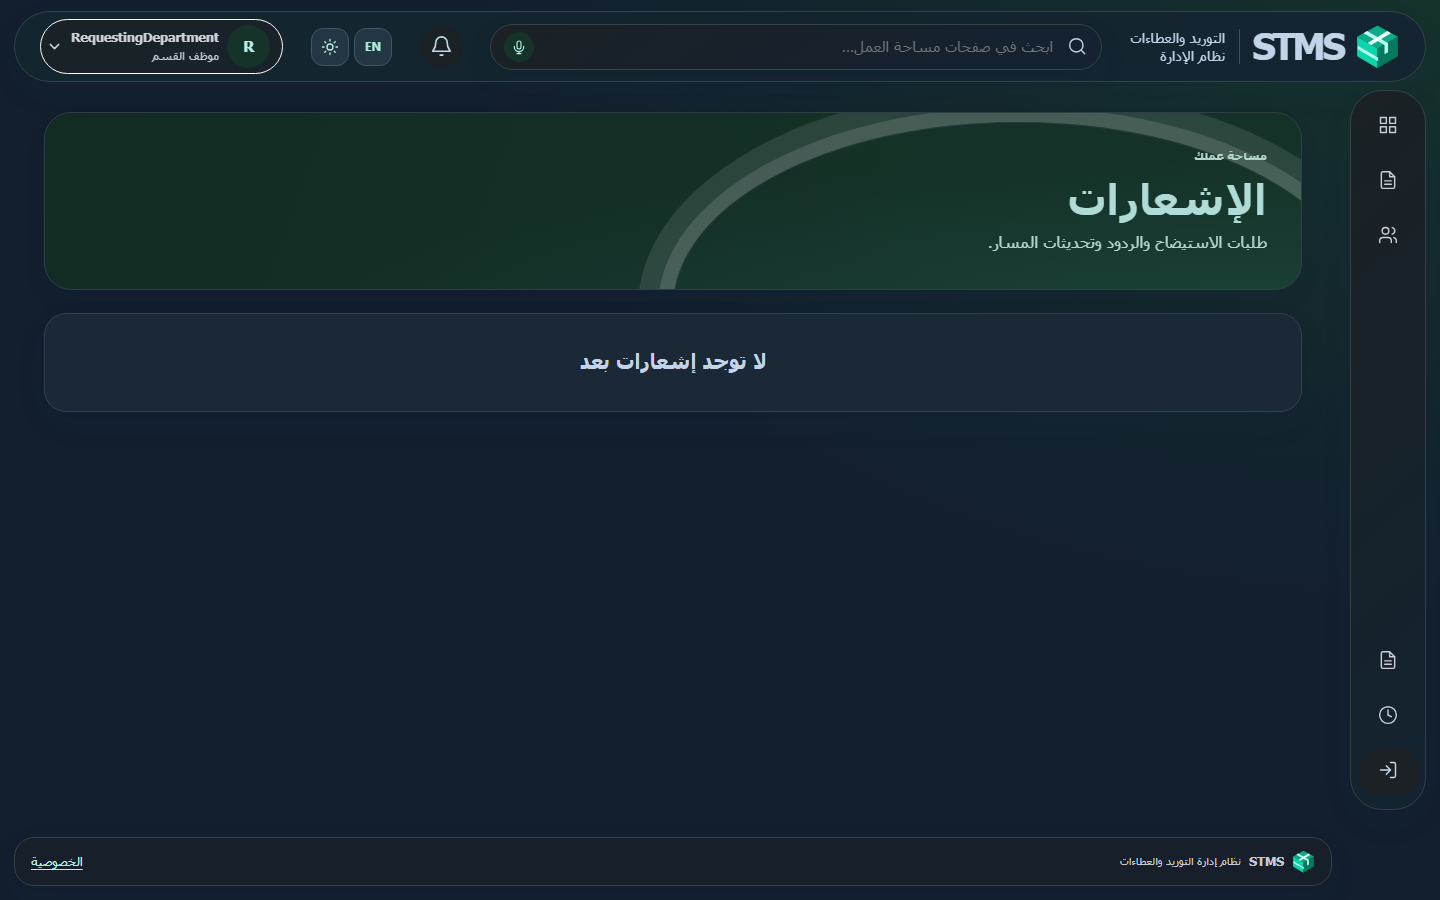 STMS
التوريد والعطاءات
نظام الإدارة
ابحث في صفحات مساحة العمل...
EN
R
RequestingDepartment
موظف القسم
مساحة عملك
الإشعارات
طلبات الاستيضاح والردود وتحديثات المسار.
لا توجد إشعارات بعد
STMS
نظام إدارة التوريد والعطاءات
الخصوصية